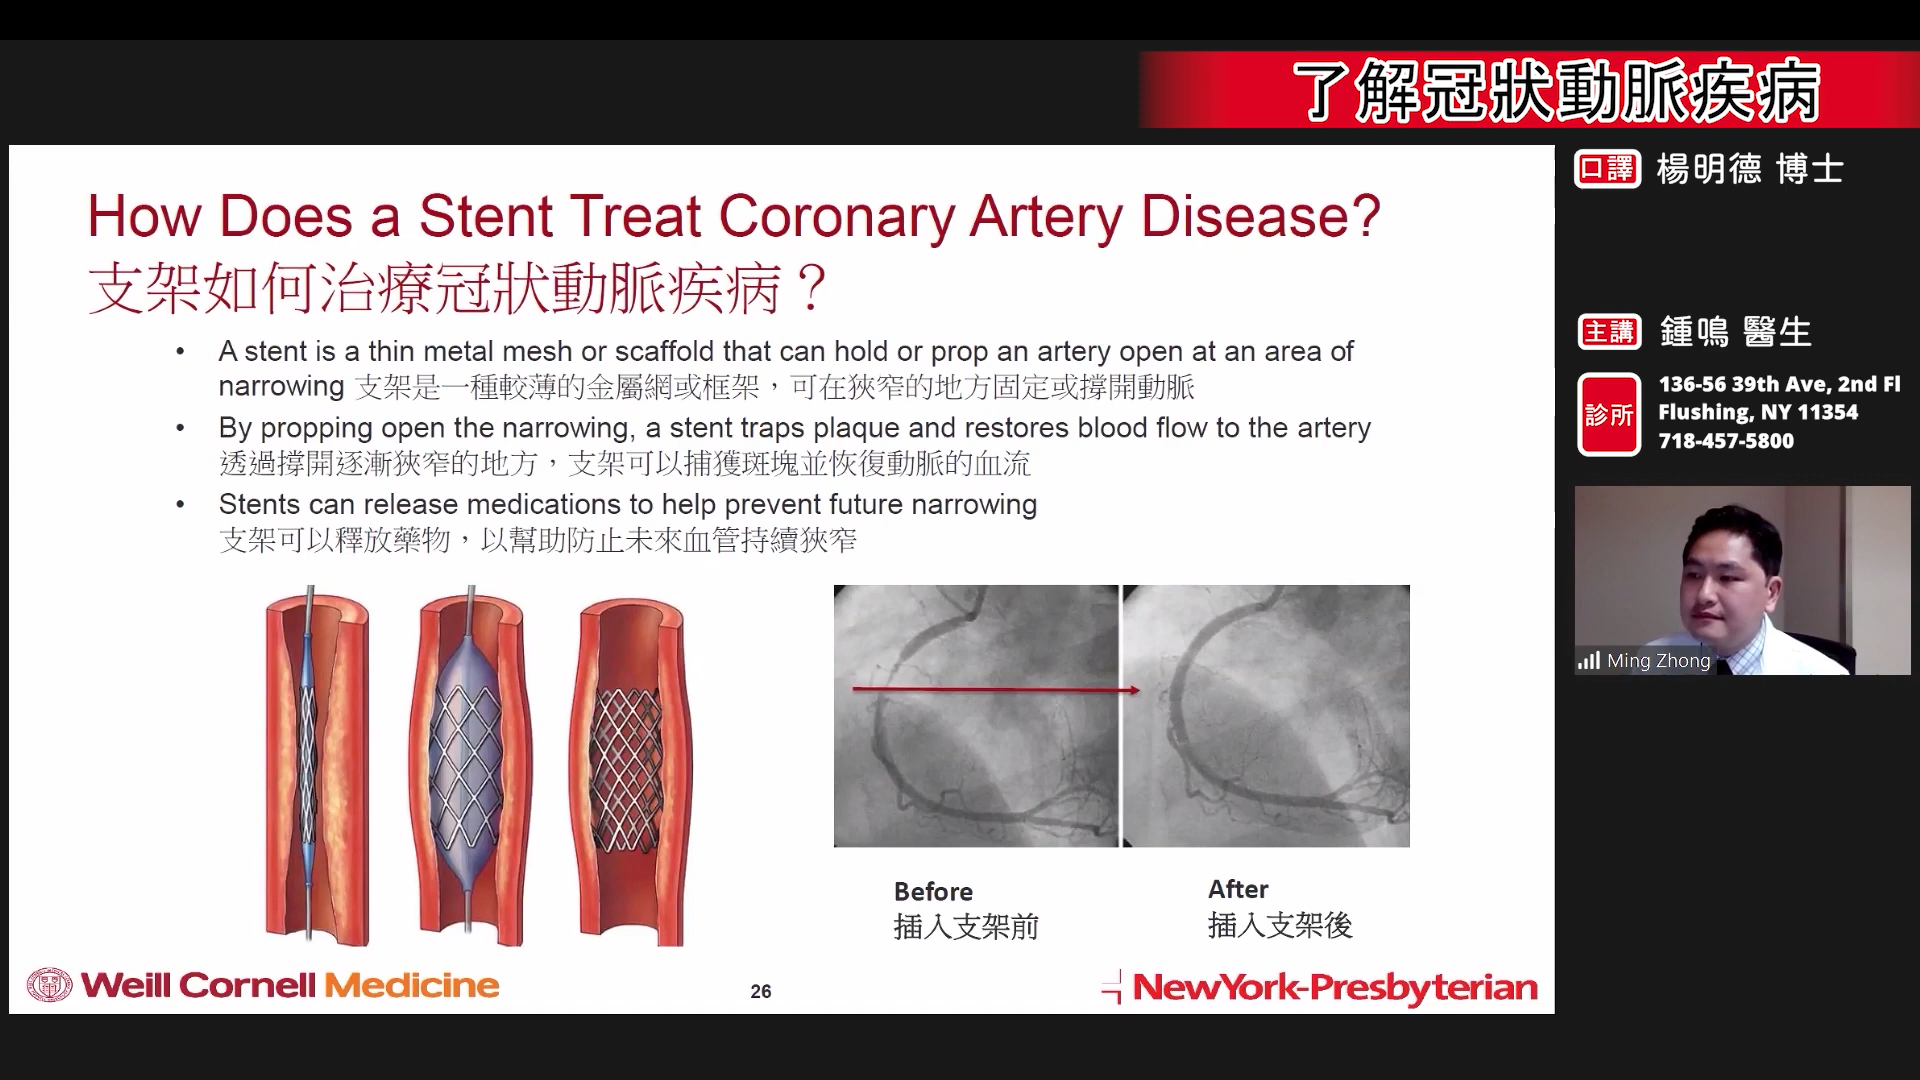 了解冠狀動脈疾病
How Does a Stent Treat Coronary Artery Disease?
支架如何治療冠狀動脈疾病？
• A stent is a thin metal mesh or scaffold that can hold or prop an artery open at an area of
narrowing 支架是一種較薄的金屬網或框架，可在狹窄的地方固定或撐開動脈
• By propping open the narrowing, a stent traps plaque and restores blood flow to the artery
透過撐開逐漸狹窄的地方，支架可以捕獲斑塊並恢復動脈的血流
• Stents can release medications to help prevent future narrowing
支架可以釋放藥物，以幫助防止未來血管持續狹窄
Before
插入支架前
After
插入支架後
Weill Cornell Medicine
26
NewYork-Presbyterian
口譯 楊明德 博士
主講 鍾鳴 醫生
診所
136-56 39th Ave, 2nd Fl
Flushing, NY 11354
718-457-5800
Ming Zhong